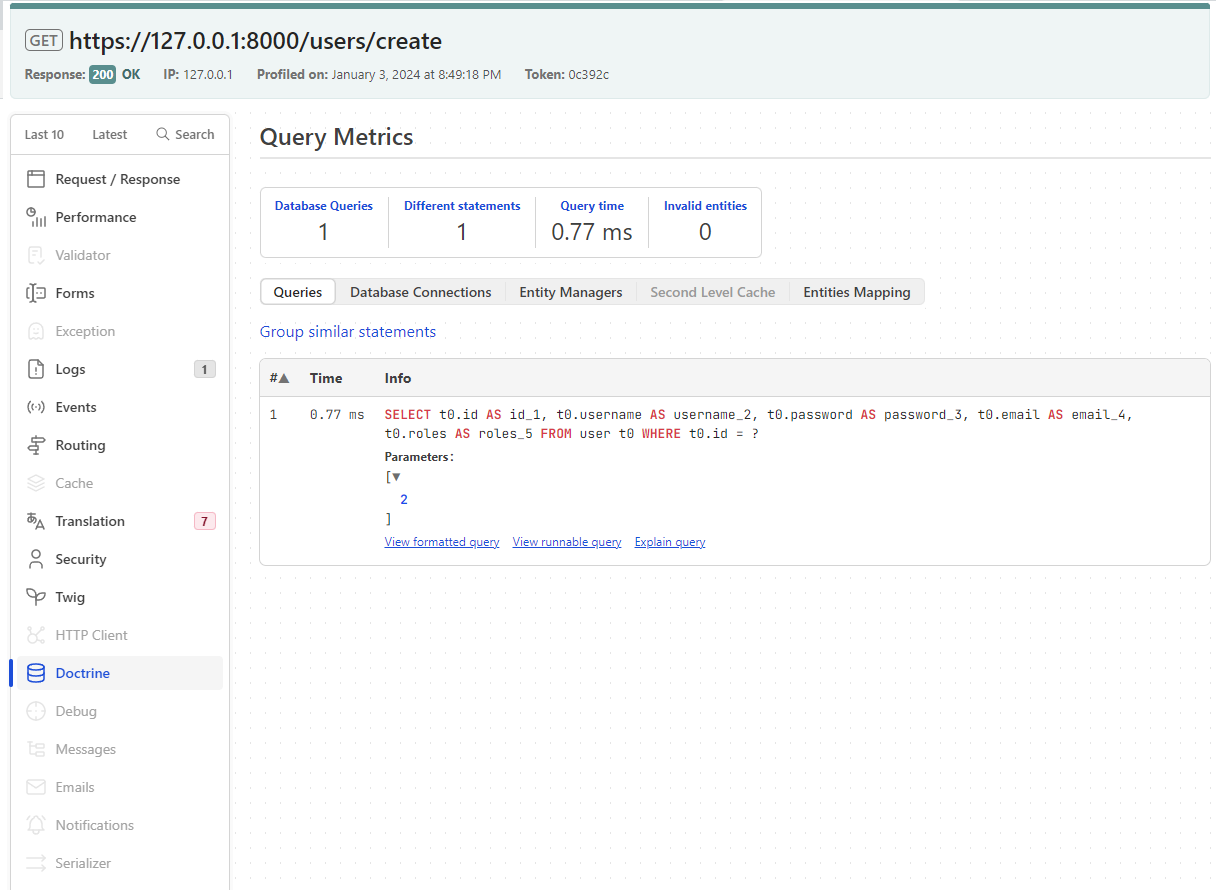 GET https://127.0.0.1:8000/users/create
Response: 200 OK IP: 127.0.0.1 Profiled on: January 3, 2024 at 8:49:18 PM Token: 0c392c
Last 10 Latest Search
Request / Response
Performance
Validator
Forms
Exception
Logs 1
Events
Routing
Cache
Translation 7
Security
Twig
HTTP Client
Doctrine
Debug
Messages
Emails
Notifications
Serializer
Query Metrics
Database Queries
1
Different statements
1
Query time
0.77 ms
Invalid entities
0
Queries Database Connections Entity Managers Second Level Cache Entities Mapping
Group similar statements
#▲ Time Info
1 0.77 ms SELECT t0.id AS id_1, t0.username AS username_2, t0.password AS password_3, t0.email AS email_4,
t0.roles AS roles_5 FROM user t0 WHERE t0.id = ?
Parameters:
[▼
2
]
View formatted query View runnable query Explain query